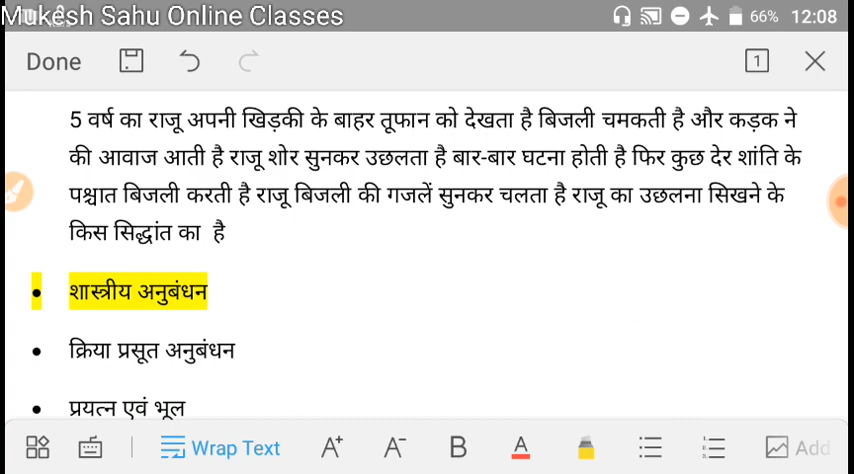 Mukesh Sahu Online Classes
66% 12:08
Done
1
5 वर्ष का राजू अपनी खिड़की के बाहर तूफान को देखता है बिजली चमकती है और कड़क ने
की आवाज आती है राजू शोर सुनकर उछलता है बार-बार घटना होती है फिर कुछ देर शांति के
पश्चात बिजली करती है राजू बिजली की गजलें सुनकर चलता है राजू का उछलना सिखने के
किस सिद्धांत का है
• शास्त्रीय अनुबंधन
• क्रिया प्रसूत अनुबंधन
• प्रयत्न एवं भूल
Wrap Text A+ A- B A Add